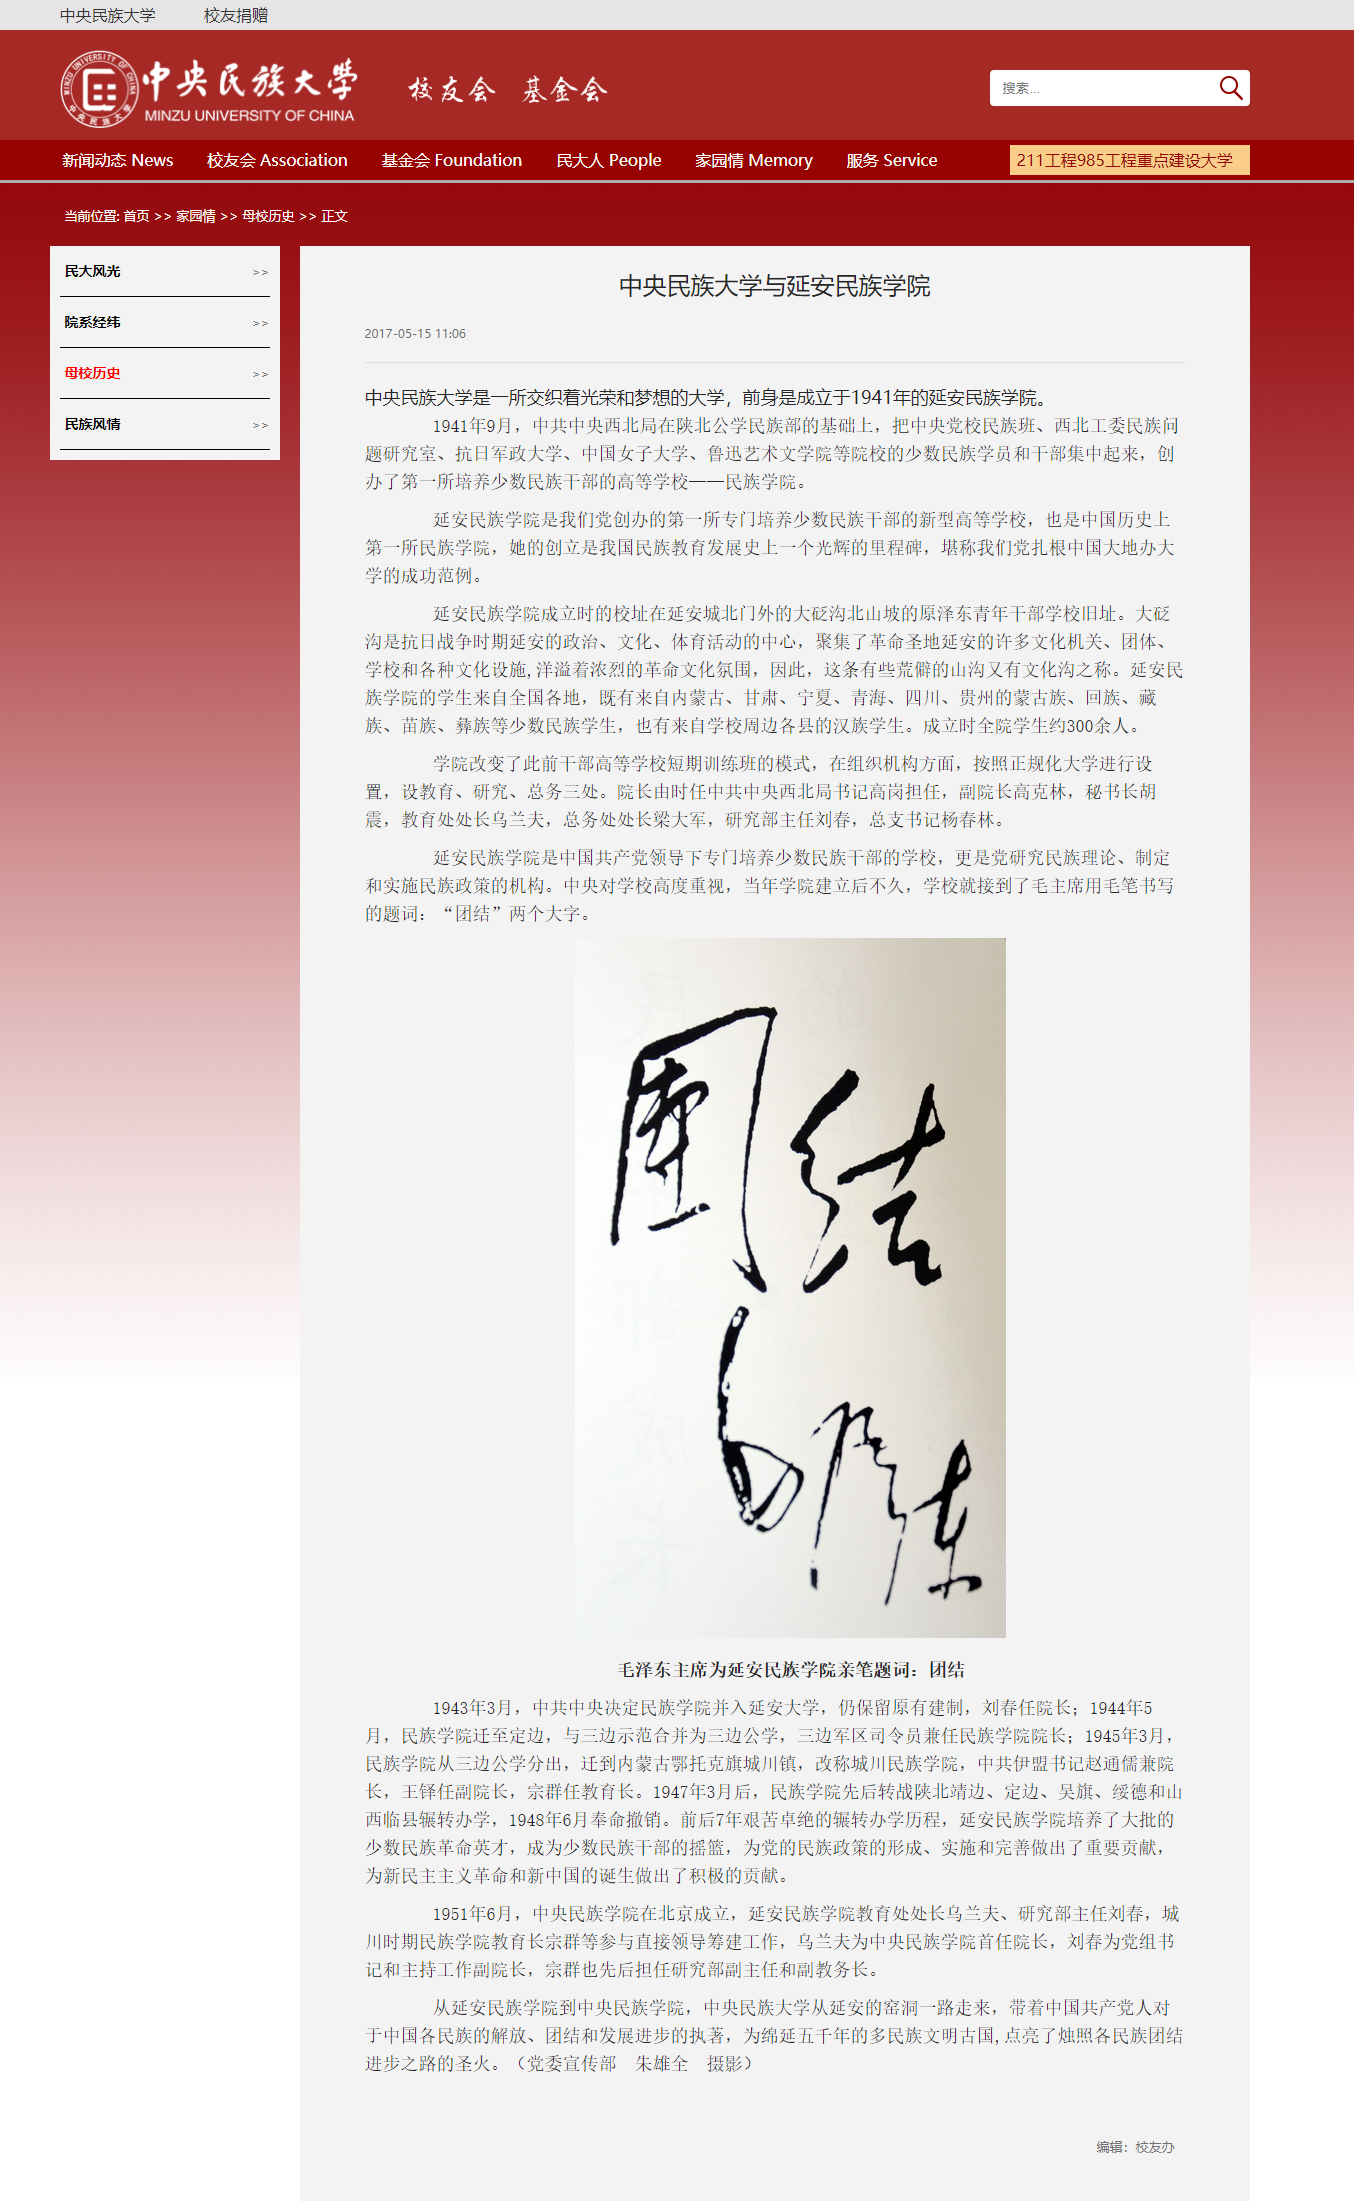 中央民族大学 校友捐赠
中央民族大学 校友会 基金会
MINZU UNIVERSITY OF CHINA
搜索...
新闻动态 News 校友会 Association 基金会 Foundation 民大人 People 家园情 Memory 服务 Service 211工程985工程重点建设大学
当前位置: 首页 >> 家园情 >> 母校历史 >> 正文
民大风光 >>
院系经纬 >>
母校历史 >>
民族风情 >>
中央民族大学与延安民族学院
2017-05-15 11:06
中央民族大学是一所交织着光荣和梦想的大学，前身是成立于1941年的延安民族学院。
1941年9月，中共中央西北局在陕北公学民族部的基础上，把中央党校民族班、西北工委民族问
题研究室、抗日军政大学、中国女子大学、鲁迅艺术文学院等院校的少数民族学员和干部集中起来，创
办了第一所培养少数民族干部的高等学校——民族学院。
延安民族学院是我们党创办的第一所专门培养少数民族干部的新型高等学校，也是中国历史上
第一所民族学院，她的创立是我国民族教育发展史上一个光辉的里程碑，堪称我们党扎根中国大地办大
学的成功范例。
延安民族学院成立时的校址在延安城北门外的大砭沟北山坡的原泽东青年干部学校旧址。大砭
沟是抗日战争时期延安的政治、文化、体育活动的中心，聚集了革命圣地延安的许多文化机关、团体、
学校和各种文化设施,洋溢着浓烈的革命文化氛围，因此，这条有些荒僻的山沟又有文化沟之称。延安民
族学院的学生来自全国各地，既有来自内蒙古、甘肃、宁夏、青海、四川、贵州的蒙古族、回族、藏
族、苗族、彝族等少数民族学生，也有来自学校周边各县的汉族学生。成立时全院学生约300余人。
学院改变了此前干部高等学校短期训练班的模式，在组织机构方面，按照正规化大学进行设
置，设教育、研究、总务三处。院长由时任中共中央西北局书记高岗担任，副院长高克林，秘书长胡
震，教育处处长乌兰夫，总务处处长梁大军，研究部主任刘春，总支书记杨春林。
延安民族学院是中国共产党领导下专门培养少数民族干部的学校，更是党研究民族理论、制定
和实施民族政策的机构。中央对学校高度重视，当年学院建立后不久，学校就接到了毛主席用毛笔书写
的题词：“团结”两个大字。
團结
毛泽东
毛泽东主席为延安民族学院亲笔题词：团结
1943年3月，中共中央决定民族学院并入延安大学，仍保留原有建制，刘春任院长；1944年5
月，民族学院迁至定边，与三边示范合并为三边公学，三边军区司令员兼任民族学院院长；1945年3月，
民族学院从三边公学分出，迁到内蒙古鄂托克旗城川镇，改称城川民族学院，中共伊盟书记赵通儒兼院
长，王铎任副院长，宗群任教育长。1947年3月后，民族学院先后转战陕北靖边、定边、吴旗、绥德和山
西临县辗转办学，1948年6月奉命撤销。前后7年艰苦卓绝的辗转办学历程，延安民族学院培养了大批的
少数民族革命英才，成为少数民族干部的摇篮，为党的民族政策的形成、实施和完善做出了重要贡献，
为新民主主义革命和新中国的诞生做出了积极的贡献。
1951年6月，中央民族学院在北京成立，延安民族学院教育处处长乌兰夫、研究部主任刘春，城
川时期民族学院教育长宗群等参与直接领导筹建工作，乌兰夫为中央民族学院首任院长，刘春为党组书
记和主持工作副院长，宗群也先后担任研究部副主任和副教务长。
从延安民族学院到中央民族学院，中央民族大学从延安的窑洞一路走来，带着中国共产党人对
于中国各民族的解放、团结和发展进步的执著，为绵延五千年的多民族文明古国,点亮了烛照各民族团结
进步之路的圣火。（党委宣传部 朱雄全 摄影）
编辑：校友办